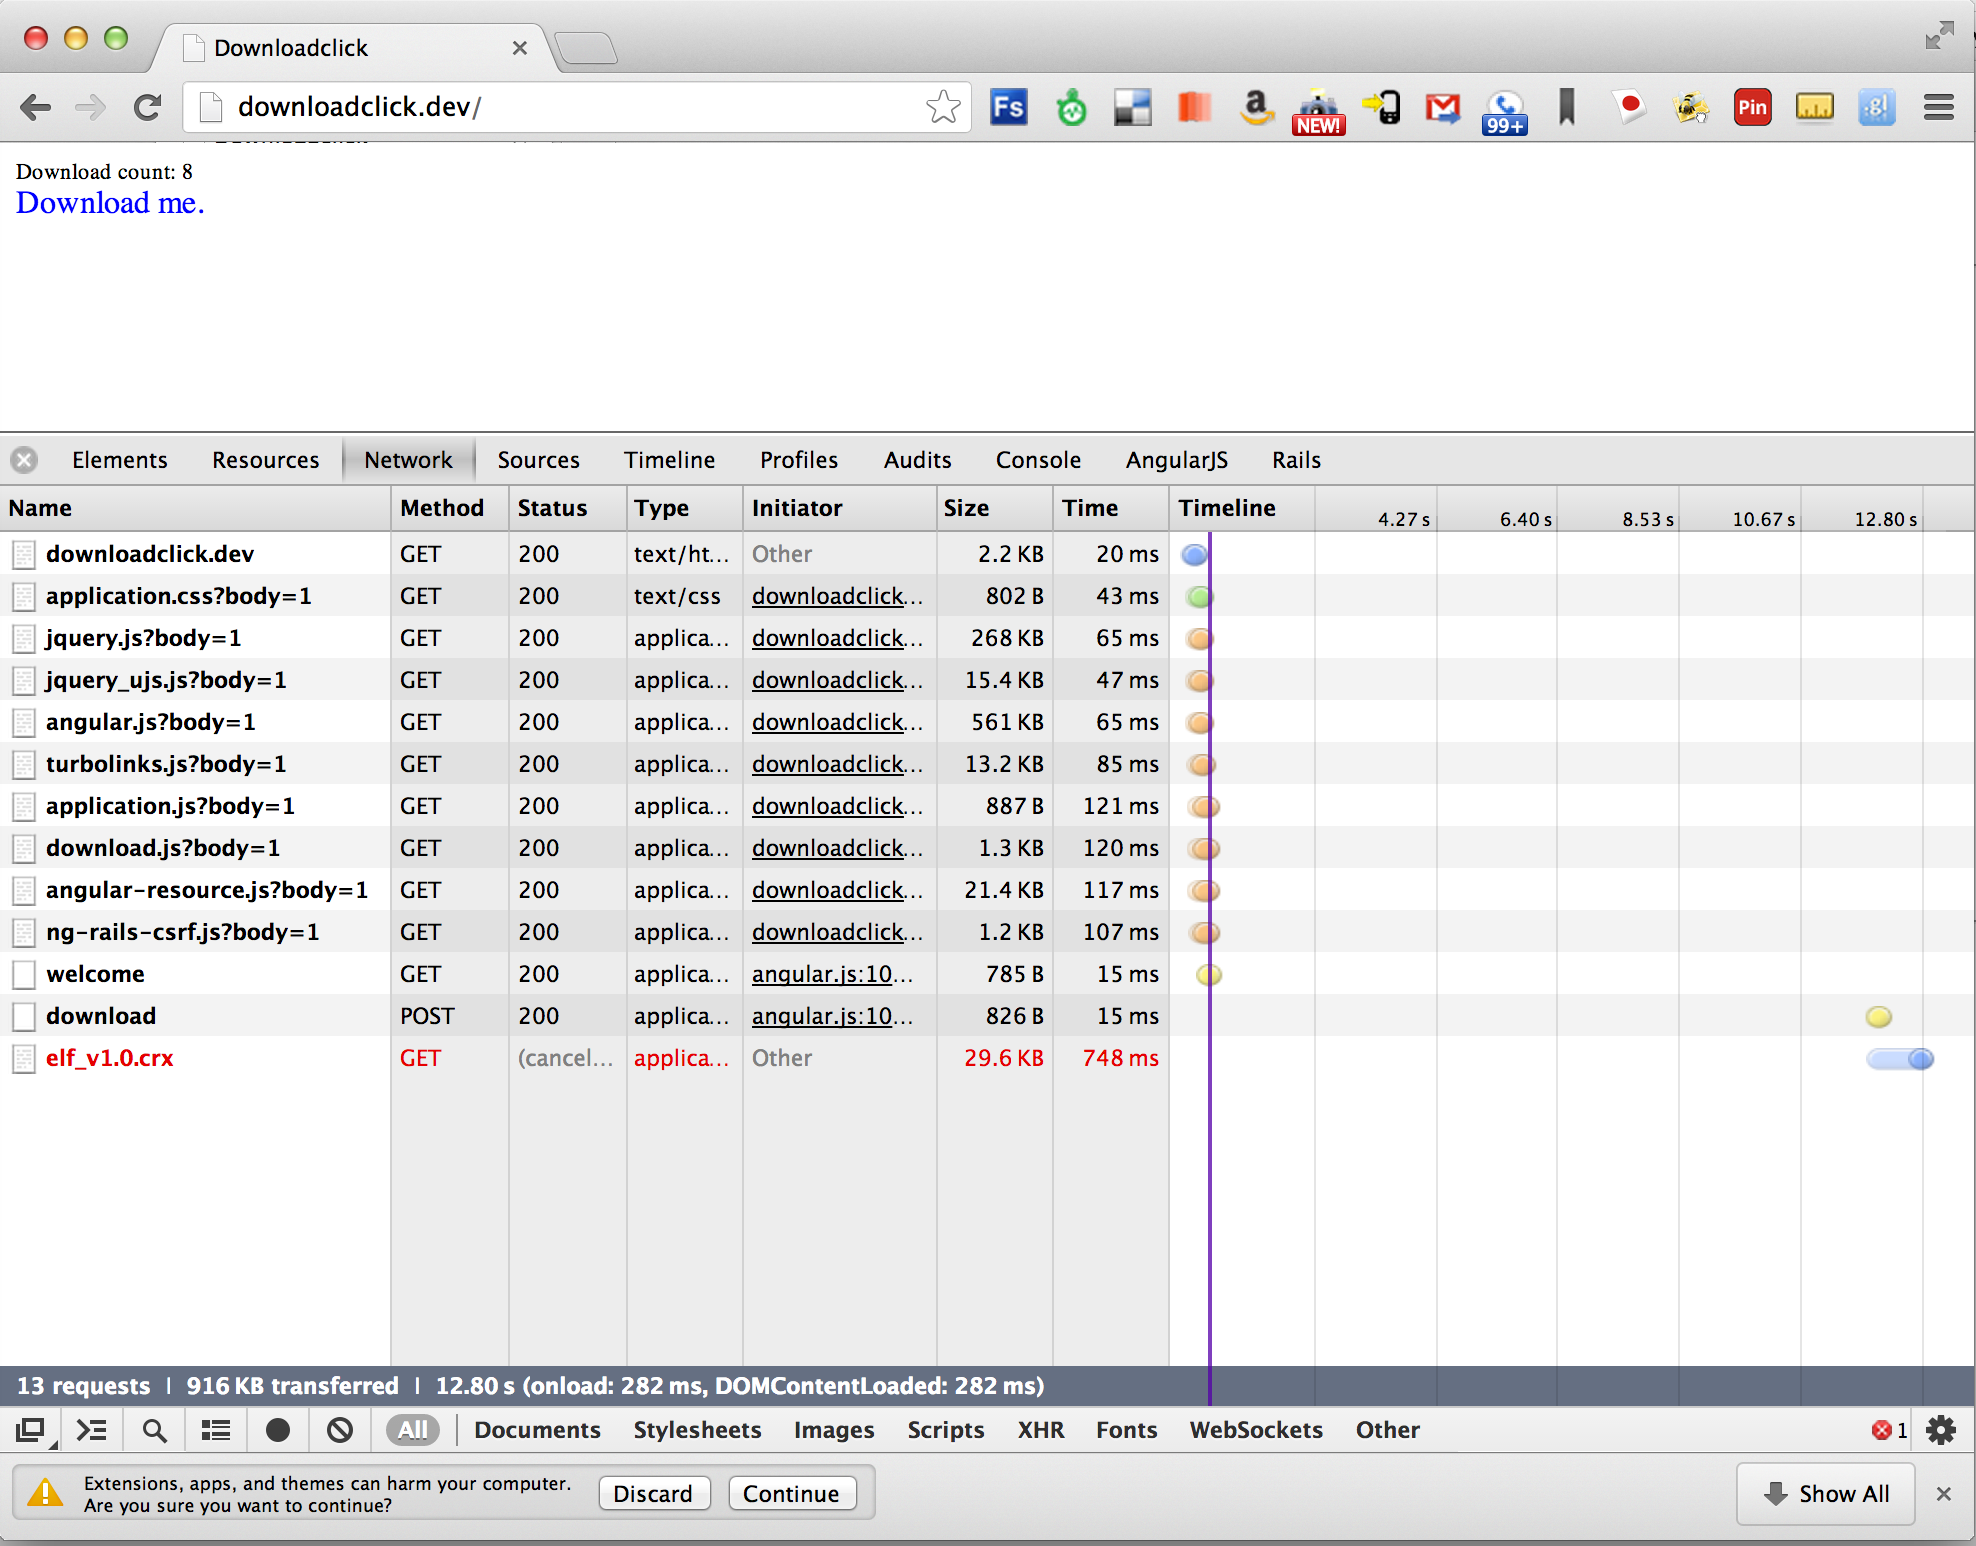 Downloadclick
downloadclick.dev/
Fs
a
NEW!
99+
Pin
.g!
Download count: 8
Download me.
Elements Resources Network Sources Timeline Profiles Audits Console AngularJS Rails
Name Method Status Type Initiator Size Time Timeline 4.27 s 6.40 s 8.53 s 10.67 s 12.80 s
downloadclick.dev GET 200 text/ht... Other 2.2 KB 20 ms
application.css?body=1 GET 200 text/css downloadclick... 802 B 43 ms
jquery.js?body=1 GET 200 applica... downloadclick... 268 KB 65 ms
jquery_ujs.js?body=1 GET 200 applica... downloadclick... 15.4 KB 47 ms
angular.js?body=1 GET 200 applica... downloadclick... 561 KB 65 ms
turbolinks.js?body=1 GET 200 applica... downloadclick... 13.2 KB 85 ms
application.js?body=1 GET 200 applica... downloadclick... 887 B 121 ms
download.js?body=1 GET 200 applica... downloadclick... 1.3 KB 120 ms
angular-resource.js?body=1 GET 200 applica... downloadclick... 21.4 KB 117 ms
ng-rails-csrf.js?body=1 GET 200 applica... downloadclick... 1.2 KB 107 ms
welcome GET 200 applica... angular.js:10... 785 B 15 ms
download POST 200 applica... angular.js:10... 826 B 15 ms
elf_v1.0.crx GET (cancel... applica... Other 29.6 KB 748 ms
13 requests | 916 KB transferred | 12.80 s (onload: 282 ms, DOMContentLoaded: 282 ms)
All Documents Stylesheets Images Scripts XHR Fonts WebSockets Other 1
Extensions, apps, and themes can harm your computer.
Are you sure you want to continue?
Discard Continue Show All